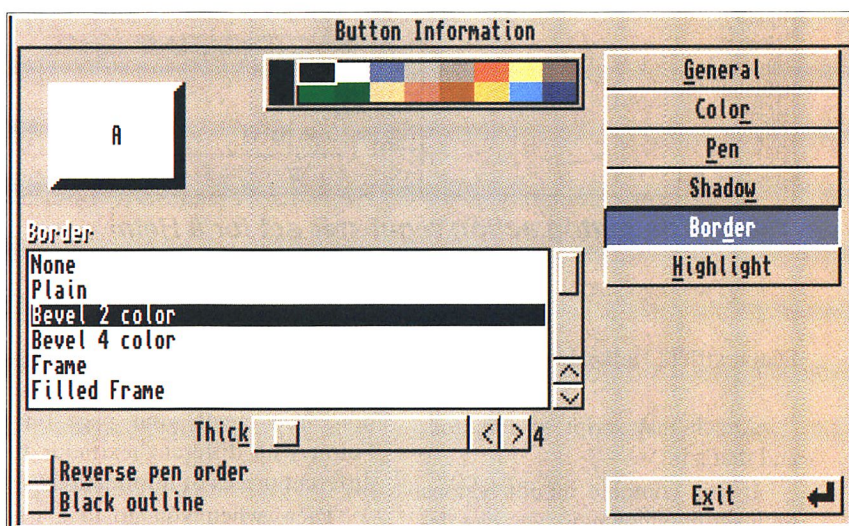 Button Information
A
General
Color
Pen
Shadow
Border
Highlight
Border
None
Plain
Bevel 2 color
Bevel 4 color
Frame
Filled Frame
Thick
< > 4
Reverse pen order
Black outline
Exit